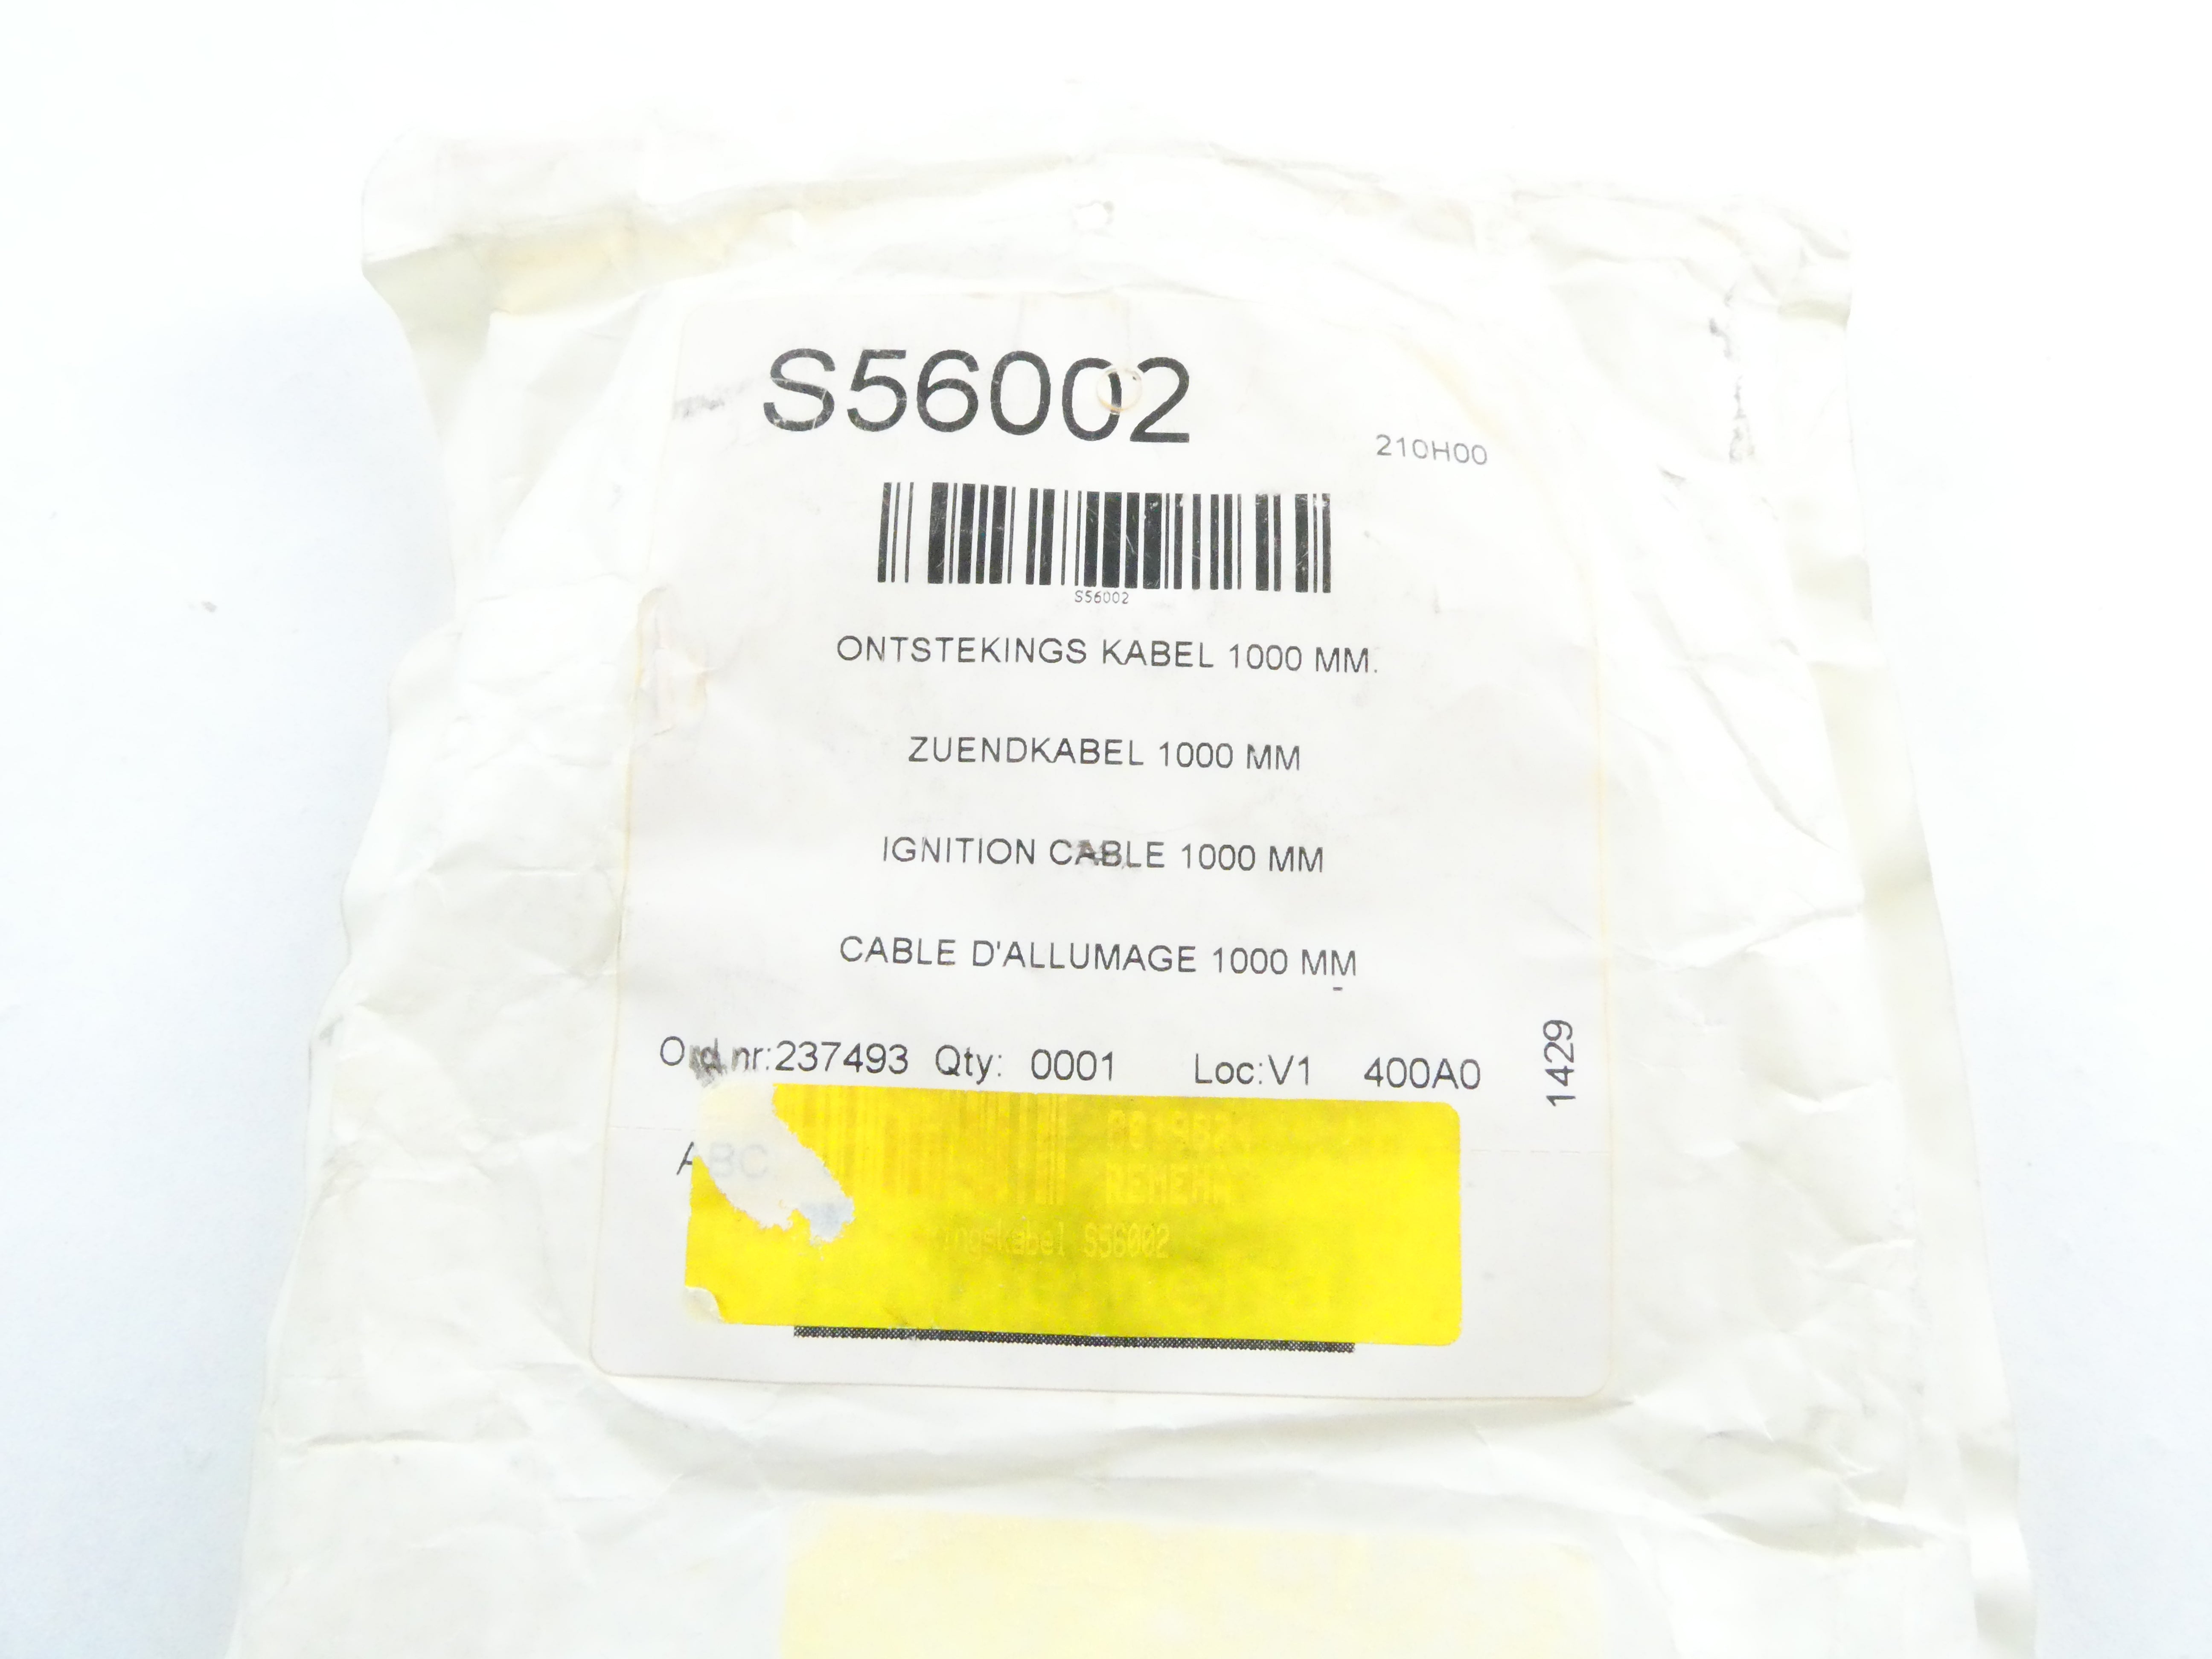 S56002
210H00
S56002
ONTSTEKINGS KABEL 1000 MM.
ZUENDKABEL 1000 MM
IGNITION CABLE 1000 MM
CABLE D'ALLUMAGE 1000 MM
Ord.nr:237493 Qty: 0001 Loc:V1 400A0
1429
ABC
REMEHA
S56002